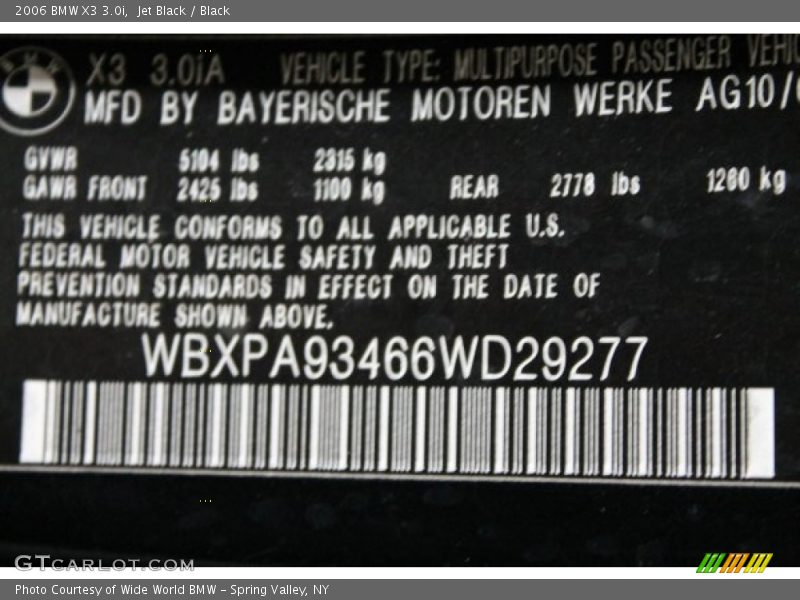 2006 BMW X3 3.0i, Jet Black / Black
BMW
X3 3.0iA VEHICLE TYPE: MULTIPURPOSE PASSENGER VEHIC
MFD BY BAYERISCHE MOTOREN WERKE AG10/
GVWR 5104 lbs 2315 kg
GAWR FRONT 2425 lbs 1100 kg REAR 2778 lbs 1260 kg
THIS VEHICLE CONFORMS TO ALL APPLICABLE U.S.
FEDERAL MOTOR VEHICLE SAFETY AND THEFT
PREVENTION STANDARDS IN EFFECT ON THE DATE OF
MANUFACTURE SHOWN ABOVE.
WBXPA93466WD29277
GTCARLOT.COM
Photo Courtesy of Wide World BMW - Spring Valley, NY